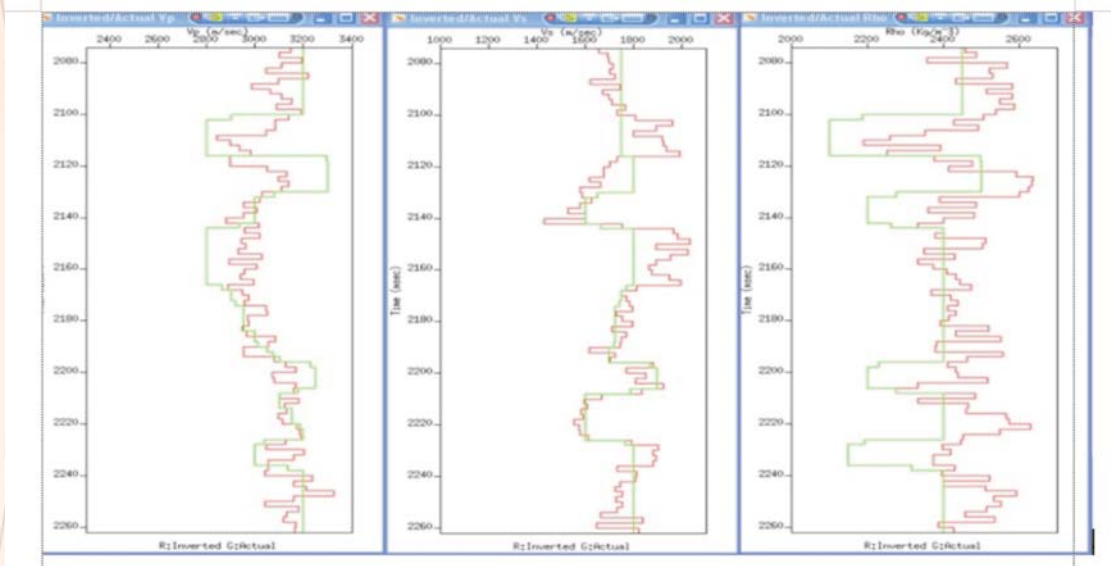 Inverted/Actual Vp
Vp (m/sec)
2400 2600 2800 3000 3200 3400
2080
2100
2120
2140
2160
2180
2200
2220
2240
2260
R:Inverted G:Actual
Inverted/Actual Vs
Vs (m/sec)
1000 1200 1400 1600 1800 2000
Time (msec)
2080
2100
2120
2140
2160
2180
2200
2220
2240
2260
R:Inverted G:Actual
Inverted/Actual Rho
Rho (Kg/m^3)
2000 2200 2400 2600
Time (msec)
2080
2100
2120
2140
2160
2180
2200
2220
2240
2260
R:Inverted G:Actual